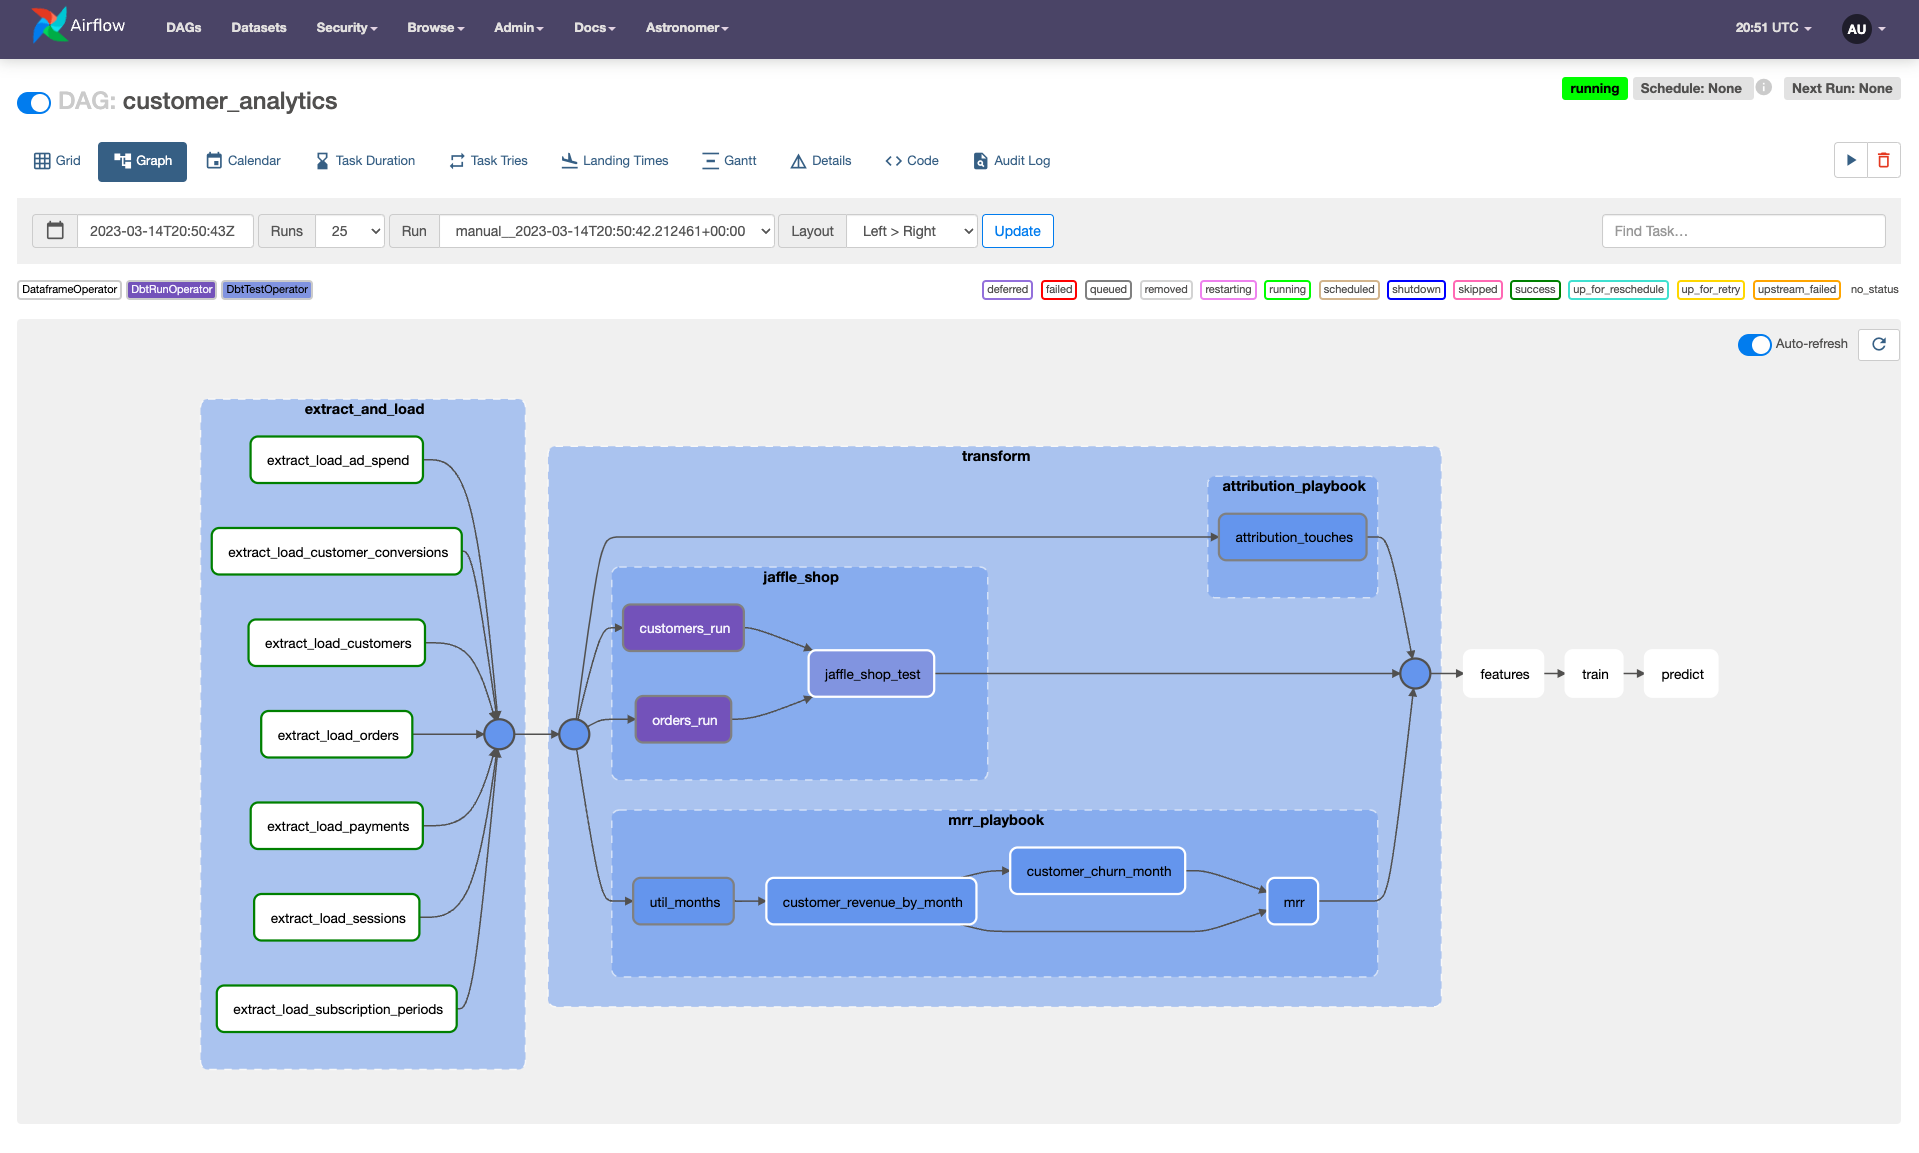 Airflow DAGs Datasets Security Browse Admin Docs Astronomer 20:51 UTC AU
DAG: customer_analytics
running Schedule: None i Next Run: None
Grid Graph Calendar Task Duration Task Tries Landing Times Gantt Details Code Audit Log
2023-03-14T20:50:43Z Runs 25 Run manual__2023-03-14T20:50:42.212461+00:00 Layout Left > Right Update Find Task…
DataframeOperator DbtRunOperator DbtTestOperator deferred failed queued removed restarting running scheduled shutdown skipped success up_for_reschedule up_for_retry upstream_failed no_status
Auto-refresh
extract_and_load
extract_load_ad_spend
extract_load_customer_conversions
extract_load_customers
extract_load_orders
extract_load_payments
extract_load_sessions
extract_load_subscription_periods
transform
attribution_playbook
attribution_touches
jaffle_shop
customers_run
jaffle_shop_test
orders_run
mrr_playbook
customer_churn_month
util_months
customer_revenue_by_month
mrr
features
train
predict